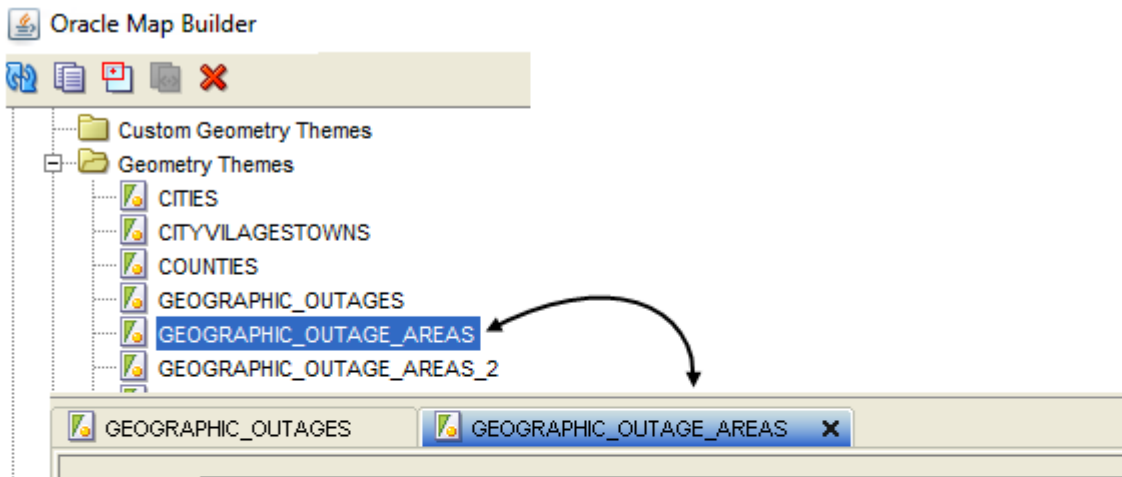 Oracle Map Builder
Custom Geometry Themes
Geometry Themes
CITIES
CITYVILAGESTOWNS
COUNTIES
GEOGRAPHIC_OUTAGES
GEOGRAPHIC_OUTAGE_AREAS
GEOGRAPHIC_OUTAGE_AREAS_2
GEOGRAPHIC_OUTAGES GEOGRAPHIC_OUTAGE_AREAS